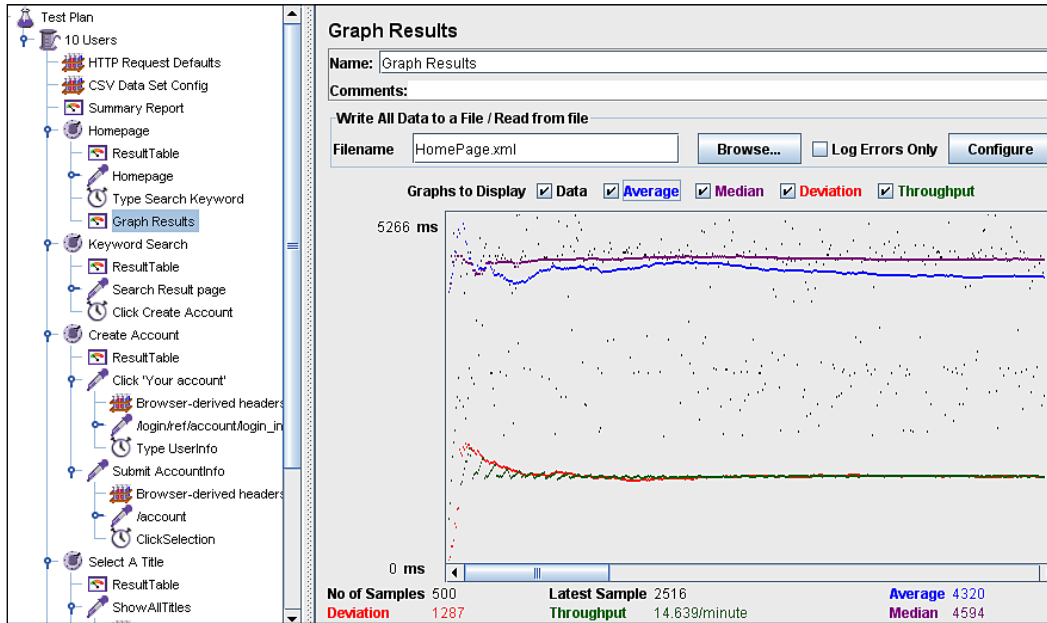 Test Plan
10 Users
HTTP Request Defaults
CSV Data Set Config
Summary Report
Homepage
ResultTable
Homepage
Type Search Keyword
Graph Results
Keyword Search
ResultTable
Search Result page
Click Create Account
Create Account
ResultTable
Click 'Your account'
Browser-derived headers
/login/ref/account/login_in
Type UserInfo
Submit AccountInfo
Browser-derived headers
/account
ClickSelection
Select A Title
ResultTable
ShowAllTitles
Graph Results
Name: Graph Results
Comments:
Write All Data to a File / Read from file
Filename HomePage.xml Browse... Log Errors Only Configure
Graphs to Display Data Average Median Deviation Throughput
5266 ms
0 ms
No of Samples 500 Latest Sample 2516 Average 4320
Deviation 1287 Throughput 14.639/minute Median 4594